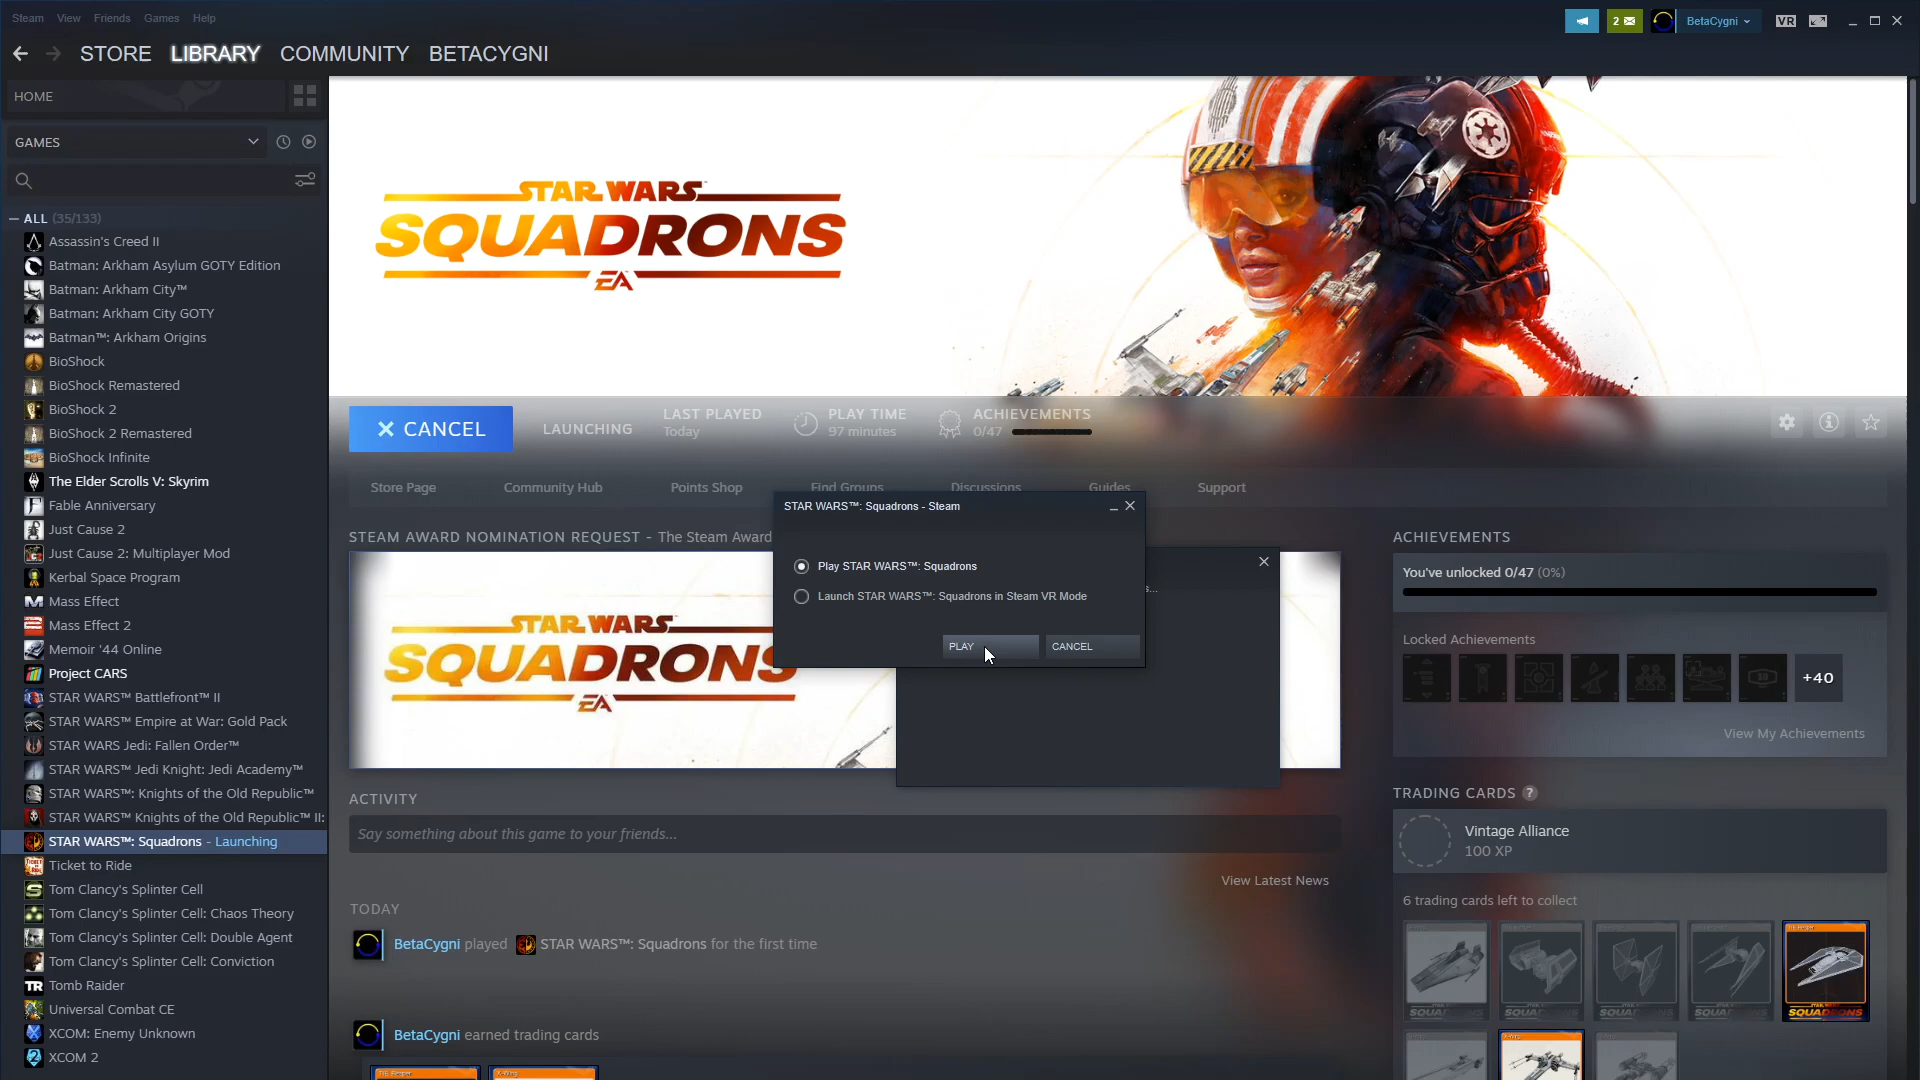 Steam View Friends Games Help
2
BetaCygni
VR
STORE LIBRARY COMMUNITY BETACYGNI
HOME
GAMES
ALL (35/133)
Assassin's Creed II
Batman: Arkham Asylum GOTY Edition
Batman: Arkham City™
Batman: Arkham City GOTY
Batman™: Arkham Origins
BioShock
BioShock Remastered
BioShock 2
BioShock 2 Remastered
BioShock Infinite
The Elder Scrolls V: Skyrim
Fable Anniversary
Just Cause 2
Just Cause 2: Multiplayer Mod
Kerbal Space Program
Mass Effect
Mass Effect 2
Memoir '44 Online
Project CARS
STAR WARS™ Battlefront™ II
STAR WARS™ Empire at War: Gold Pack
STAR WARS Jedi: Fallen Order™
STAR WARS™ Jedi Knight: Jedi Academy™
STAR WARS™: Knights of the Old Republic™
STAR WARS™ Knights of the Old Republic™ II:
STAR WARS™: Squadrons - Launching
Ticket to Ride
Tom Clancy's Splinter Cell
Tom Clancy's Splinter Cell: Chaos Theory
Tom Clancy's Splinter Cell: Double Agent
Tom Clancy's Splinter Cell: Conviction
Tomb Raider
Universal Combat CE
XCOM: Enemy Unknown
XCOM 2
STAR WARS™
SQUADRONS
EA
CANCEL
LAUNCHING
LAST PLAYED
Today
PLAY TIME
97 minutes
ACHIEVEMENTS
0/47
Store Page Community Hub Points Shop Find Groups Discussions Guides Support
STEAM AWARD NOMINATION REQUEST - The Steam Award
STAR WARS™
SQUADRONS
EA
STAR WARS™: Squadrons - Steam
Play STAR WARS™: Squadrons
Launch STAR WARS™: Squadrons in Steam VR Mode
PLAY CANCEL
s...
ACTIVITY
Say something about this game to your friends...
View Latest News
TODAY
BetaCygni played STAR WARS™: Squadrons for the first time
BetaCygni earned trading cards
TIE Reaper
X-Wing
ACHIEVEMENTS
You've unlocked 0/47 (0%)
Locked Achievements
+40
View My Achievements
TRADING CARDS ?
Vintage Alliance
100 XP
6 trading cards left to collect
TIE Reaper
SQUADRONS
X-Wing